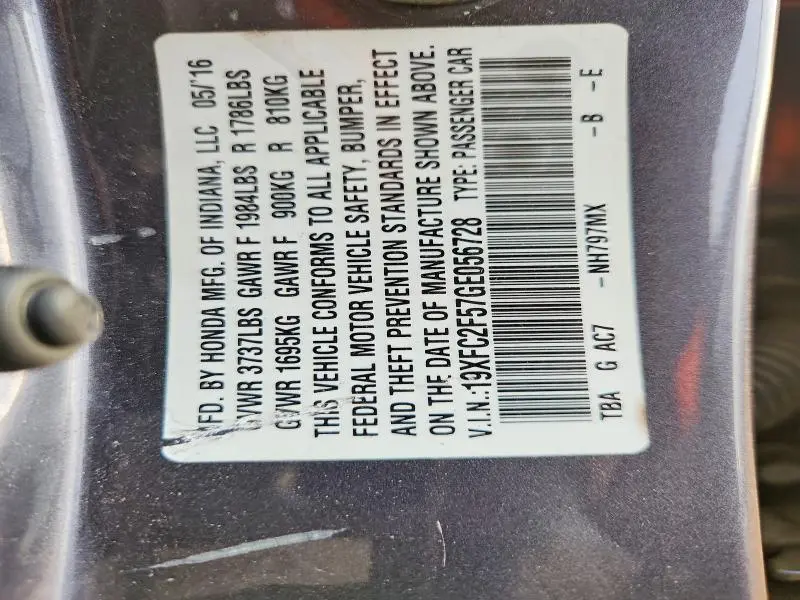 MFD. BY HONDA MFG. OF INDIANA, LLC 05/'16
GVWR 3737LBS GAWR F 1984LBS R 1786LBS
GVWR 1695KG GAWR F 900KG R 810KG
THIS VEHICLE CONFORMS TO ALL APPLICABLE
FEDERAL MOTOR VEHICLE SAFETY, BUMPER,
AND THEFT PREVENTION STANDARDS IN EFFECT
ON THE DATE OF MANUFACTURE SHOWN ABOVE.
V.I.N.:19XFC2F57GE056728 TYPE: PASSENGER CAR
TBA G AC7 -NH797MX -B -E